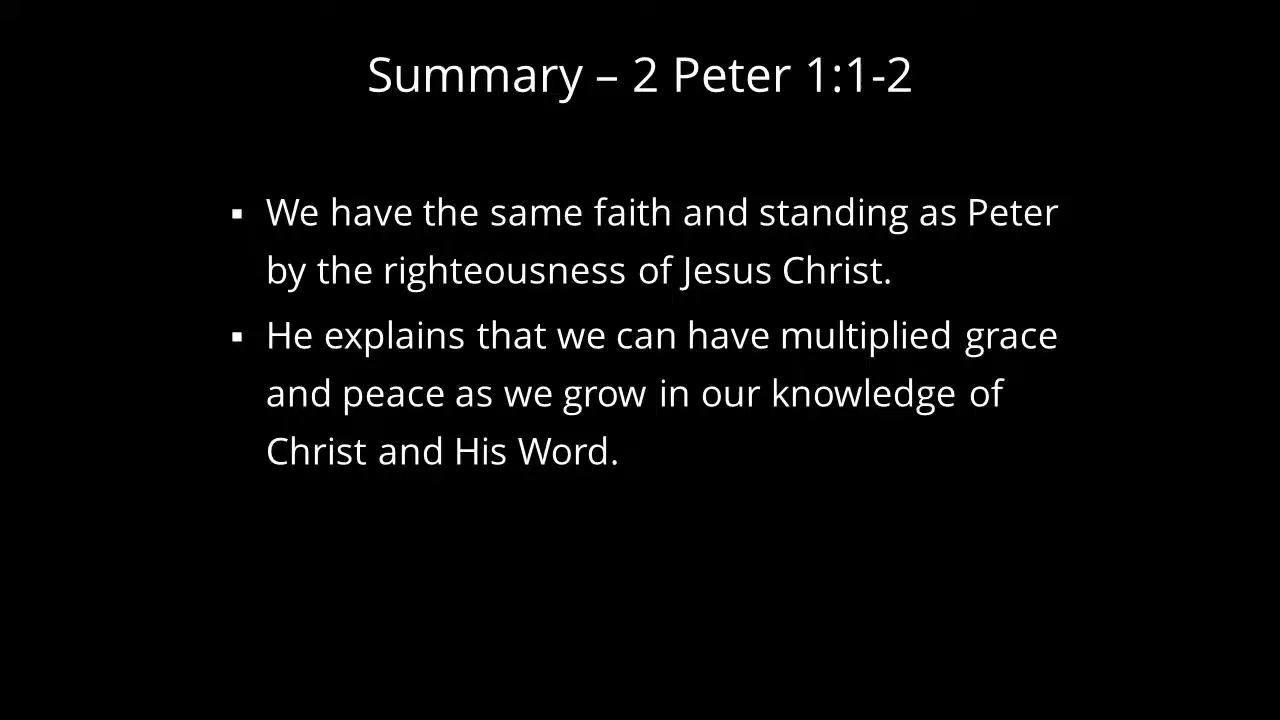 Summary – 2 Peter 1:1-2
▪ We have the same faith and standing as Peter
by the righteousness of Jesus Christ.
▪ He explains that we can have multiplied grace
and peace as we grow in our knowledge of
Christ and His Word.